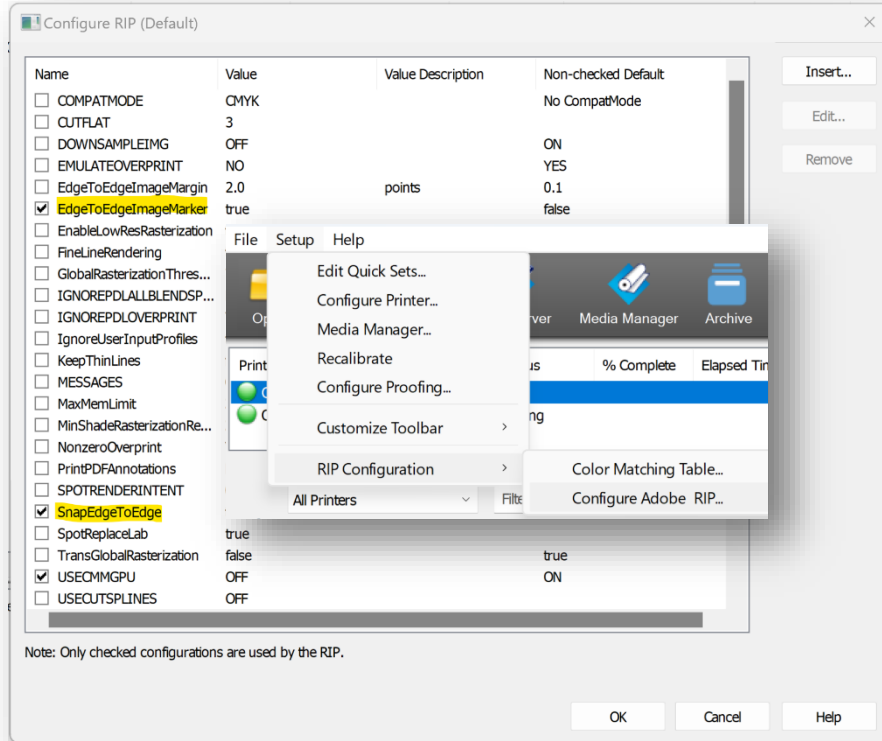 Configure RIP (Default)
Name Value Value Description Non-checked Default
Insert...
COMPATMODE CMYK No CompatMode
CUTFLAT 3
Edit...
DOWNSAMPLEIMG OFF ON
EMULATEOVERPRINT NO YES
Remove
EdgeToEdgeImageMargin 2.0 points 0.1
EdgeToEdgeImageMarker true false
EnableLowResRasterization
File Setup Help
FineLineRendering
Edit Quick Sets...
GlobalRasterizationThres...
Configure Printer...
IGNOREPDLALLBLENDSP...
IGNOREPDLOVERPRINT
Media Manager Archive
Media Manager...
IgnoreUserInputProfiles
KeepThinLines
Recalibrate
Print % Complete Elapsed Tim
MESSAGES
Configure Proofing...
MaxMemLimit
MinShadeRasterizationRe...
Customize Toolbar
NonzeroOverprint
PrintPDFAnnotations
RIP Configuration
Color Matching Table...
SPOTRENDERINTENT
All Printers
Configure Adobe RIP...
SnapEdgeToEdge
SpotReplaceLab true
TransGlobalRasterization false true
USECMMGPU OFF ON
USECUTSPLINES OFF
Note: Only checked configurations are used by the RIP.
OK Cancel Help